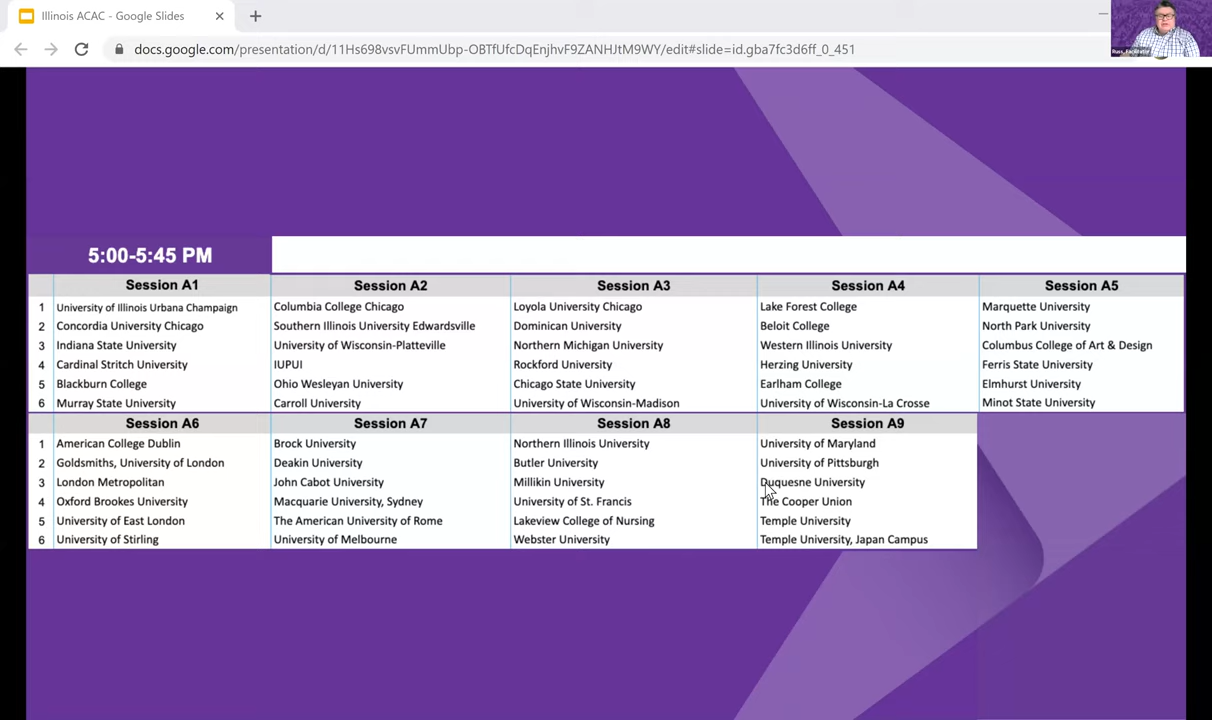 Illinois ACAC - Google Slides
docs.google.com/presentation/d/11Hs698vsvFUmmUbp-OBTfUfcDqEnjhvF9ZANHJtM9WY/edit#slide=id.gba7fc3d6ff_0_451
Russ, Facilitator
5:00-5:45 PM
Session A1 Session A2 Session A3 Session A4 Session A5
1 University of Illinois Urbana Champaign Columbia College Chicago Loyola University Chicago Lake Forest College Marquette University
2 Concordia University Chicago Southern Illinois University Edwardsville Dominican University Beloit College North Park University
3 Indiana State University University of Wisconsin-Platteville Northern Michigan University Western Illinois University Columbus College of Art & Design
4 Cardinal Stritch University IUPUI Rockford University Herzing University Ferris State University
5 Blackburn College Ohio Wesleyan University Chicago State University Earlham College Elmhurst University
6 Murray State University Carroll University University of Wisconsin-Madison University of Wisconsin-La Crosse Minot State University
Session A6 Session A7 Session A8 Session A9
1 American College Dublin Brock University Northern Illinois University University of Maryland
2 Goldsmiths, University of London Deakin University Butler University University of Pittsburgh
3 London Metropolitan John Cabot University Millikin University Duquesne University
4 Oxford Brookes University Macquarie University, Sydney University of St. Francis The Cooper Union
5 University of East London The American University of Rome Lakeview College of Nursing Temple University
6 University of Stirling University of Melbourne Webster University Temple University, Japan Campus